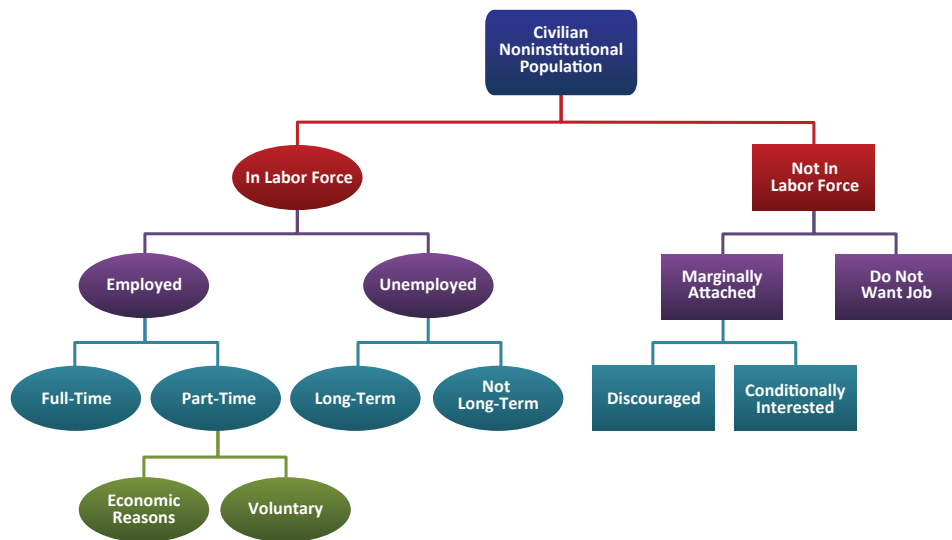 Civilian
Noninstitutional
Population
In Labor Force
Not In
Labor Force
Employed
Unemployed
Marginally
Attached
Do Not
Want Job
Full-Time
Part-Time
Long-Term
Not
Long-Term
Discouraged
Conditionally
Interested
Economic
Reasons
Voluntary